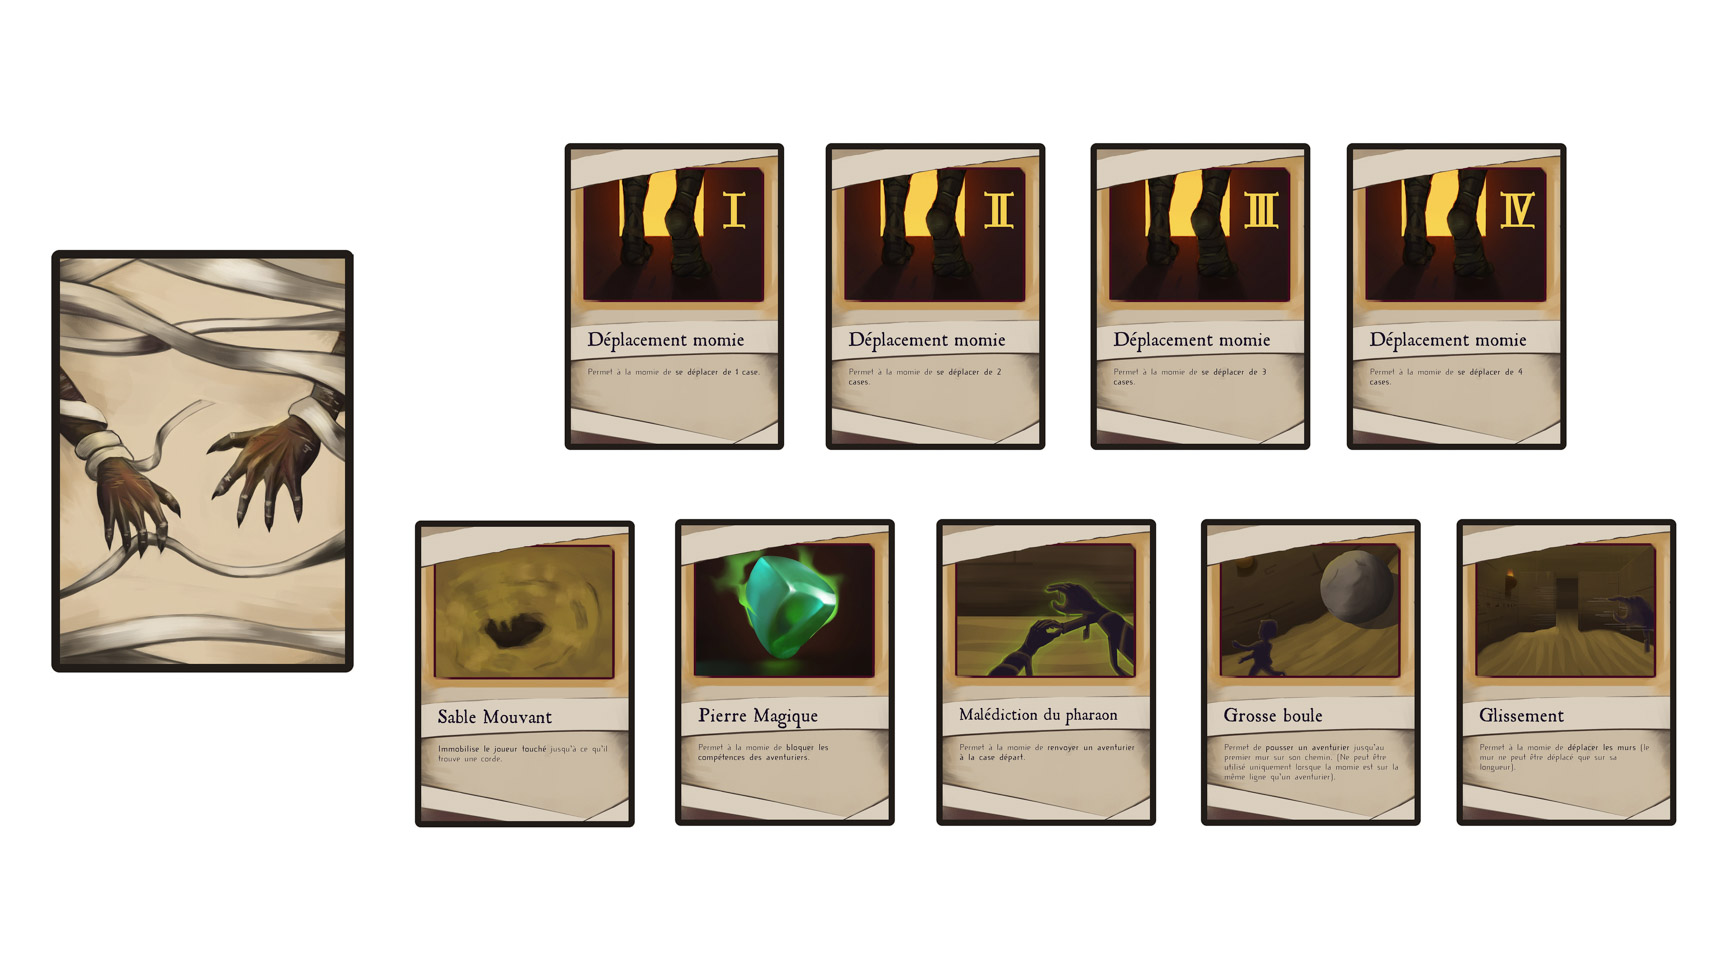 I
Déplacement momie
Permet à la momie de se déplacer de 1 case.
II
Déplacement momie
Permet à la momie de se déplacer de 2
cases.
III
Déplacement momie
Permet à la momie de se déplacer de 3
cases.
IV
Déplacement momie
Permet à la momie de se déplacer de 4
cases.
Sable Mouvant
Immobilise le joueur touché jusqu'à ce qu'il
trouve une corde.
Pierre Magique
Permet à la momie de bloquer les
compétences des aventuriers.
Malédiction du pharaon
Permet à la momie de renvoyer un aventurier
à la case départ.
Grosse boule
Permet de pousser un aventurier jusqu'au
premier mur sur son chemin. (Ne peut être
utilisé uniquement lorsque la momie est sur la
même ligne qu'un aventurier).
Glissement
Permet à la momie de déplacer les murs (le
mur ne peut être déplacé que sur sa
longueur).